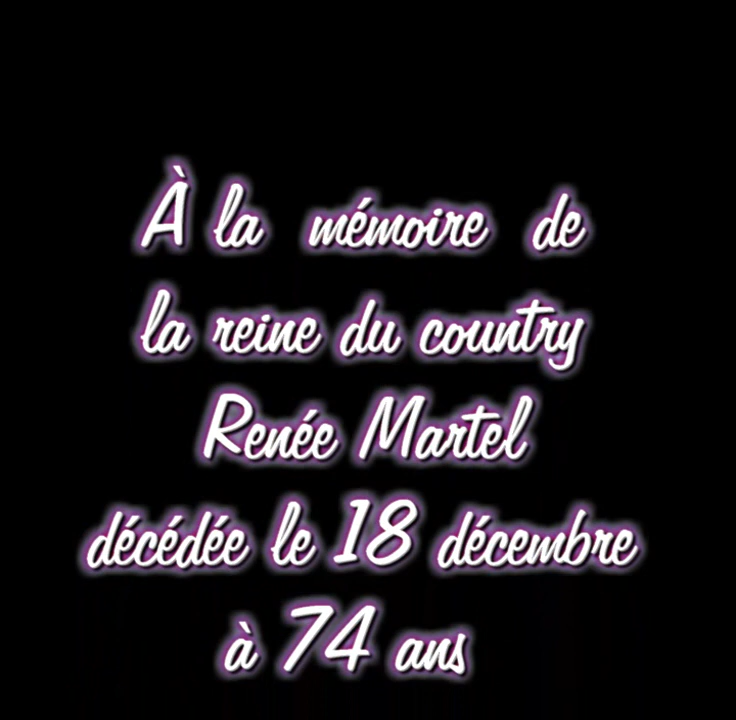 À la mémoire de
la reine du country
Renée Martel
décédée le 18 décembre
à 74 ans